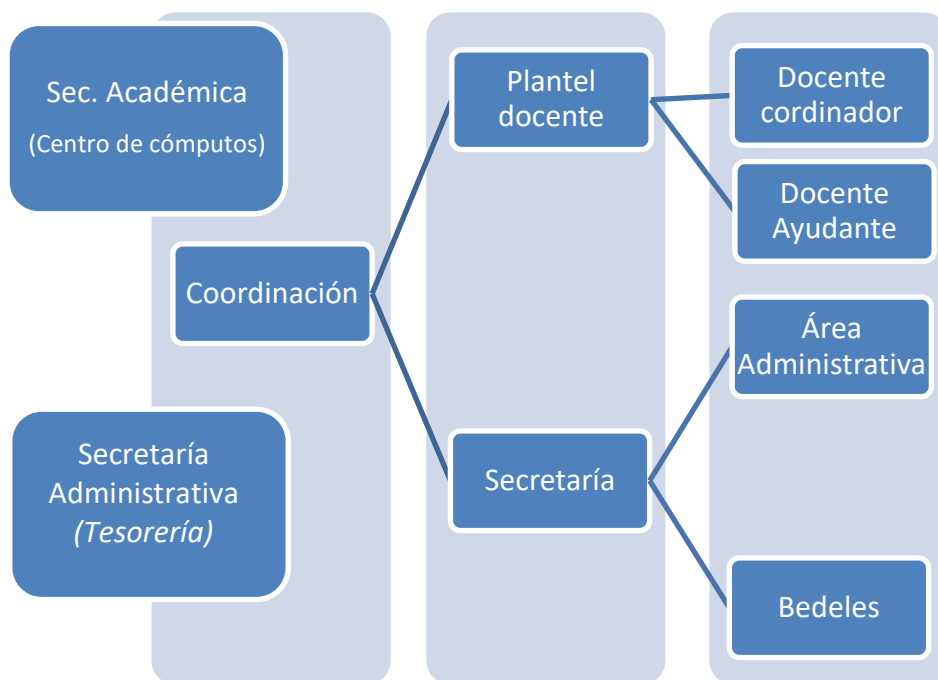 Sec. Académica
(Centro de cómputos)
Coordinación
Secretaría
Administrativa
(Tesorería)
Plantel
docente
Secretaría
Docente
cordinador
Docente
Ayudante
Área
Administrativa
Bedeles